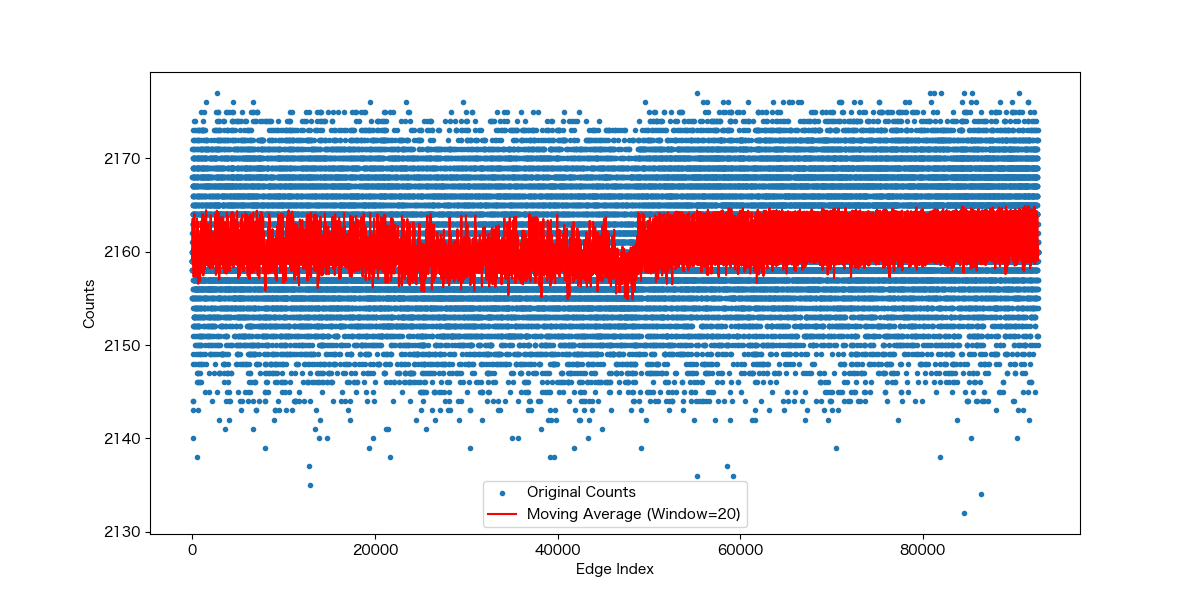 2170
2160
2150
2140
2130
Counts
0
20000
40000
60000
80000
Edge Index
Original Counts
Moving Average (Window=20)